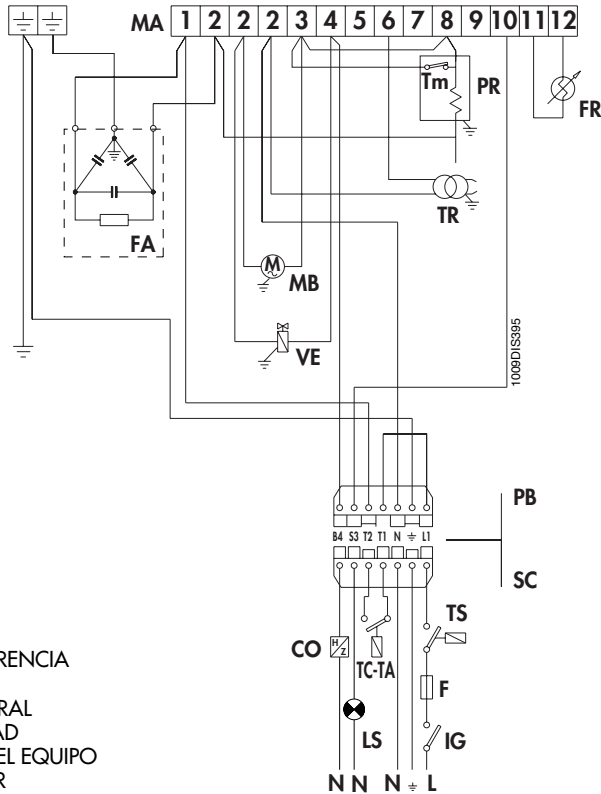 MA 1 2 2 2 3 4 5 6 7 8 9 10 11 12
Tm
PR
FR
TR
FA
M
MB
VE
1009DIS395
PB
B4 S3 T2 T1 N L1
SC
TS
CO
H
Z
TC-TA
F
LS
IG
N N N L
RENCIA
RAL
AD
EL EQUIPO
R